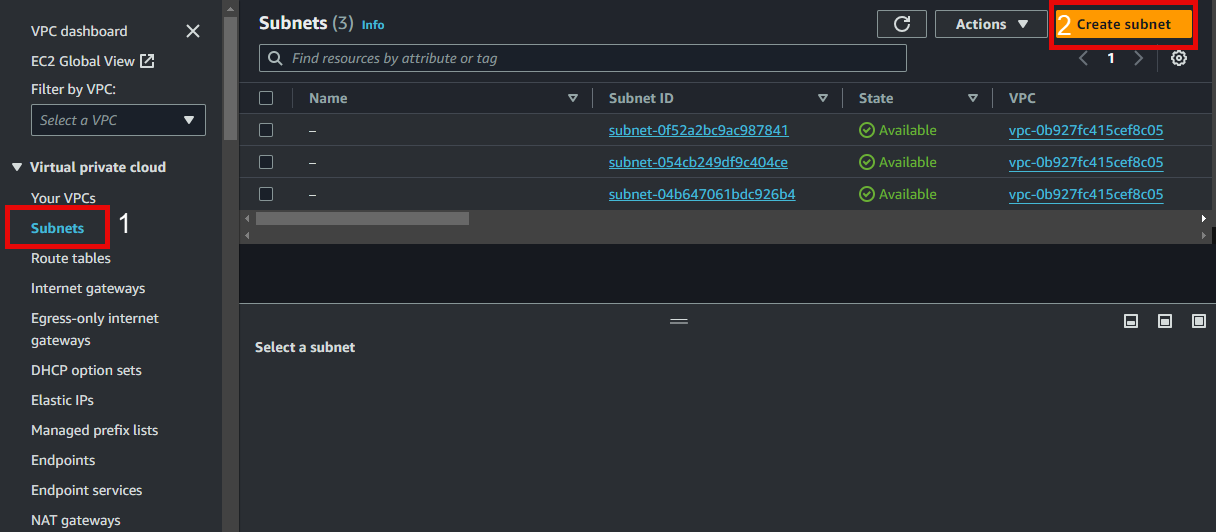 VPC dashboard
EC2 Global View
Filter by VPC:
Select a VPC
Virtual private cloud
Your VPCs
Subnets 1
Route tables
Internet gateways
Egress-only internet
gateways
DHCP option sets
Elastic IPs
Managed prefix lists
Endpoints
Endpoint services
NAT gateways
Subnets (3) Info
Actions
2 Create subnet
Find resources by attribute or tag
1
Name Subnet ID State VPC
– subnet-0f52a2bc9ac987841 Available vpc-0b927fc415cef8c05
– subnet-054cb249df9c404ce Available vpc-0b927fc415cef8c05
– subnet-04b647061bdc926b4 Available vpc-0b927fc415cef8c05
Select a subnet